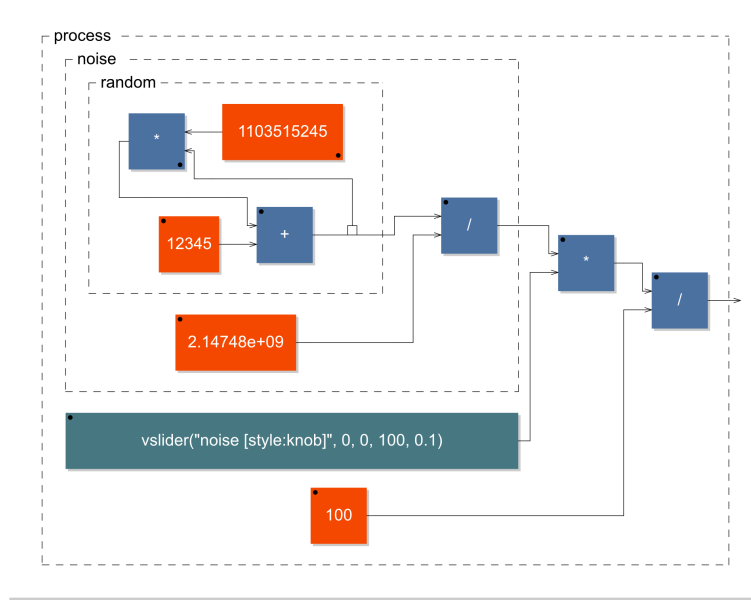 process
noise
random
*
1103515245
12345
+
/
*
/
2.14748e+09
vslider("noise [style:knob]", 0, 0, 100, 0.1)
100